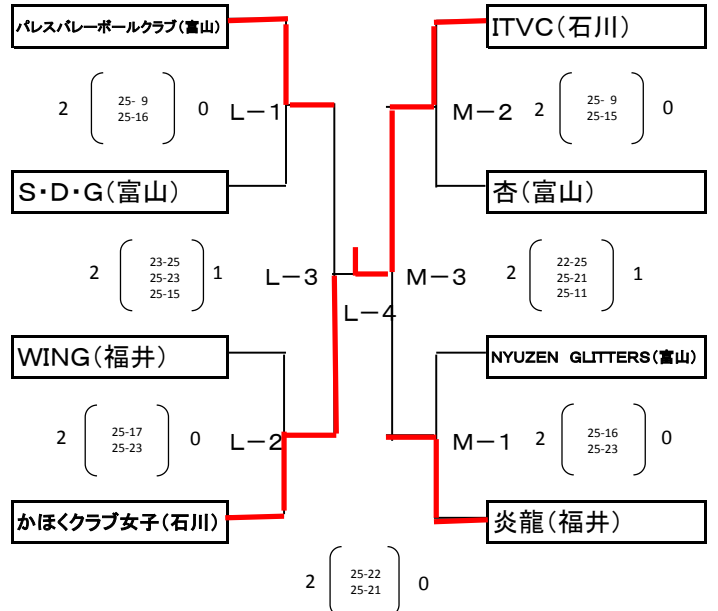 パレスバレーボールクラブ(富山)
ITVC(石川)
2 25- 9 0 L-1 M-2 2 25- 9 0
25-16 25-15
S・D・G(富山)
杏(富山)
23-25 22-25
2 25-23 1 L-3 M-3 2 25-21 1
25-15 25-11
L-4
WING(福井)
NYUZEN GLITTERS(富山)
2 25-17 0 L-2 M-1 2 25-16 0
25-23 25-23
かほくクラブ女子(石川)
炎龍(福井)
2 25-22 0
25-21